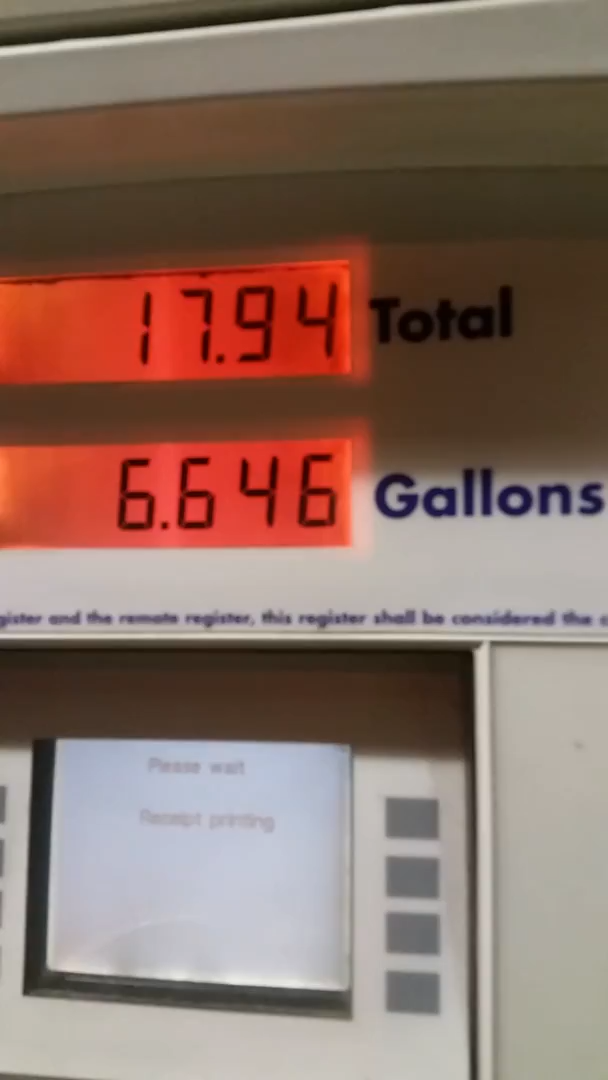 17.94 Total
6.646 Gallons
gister and the remote register, this register shall be considered the
Please wait
Receipt printing